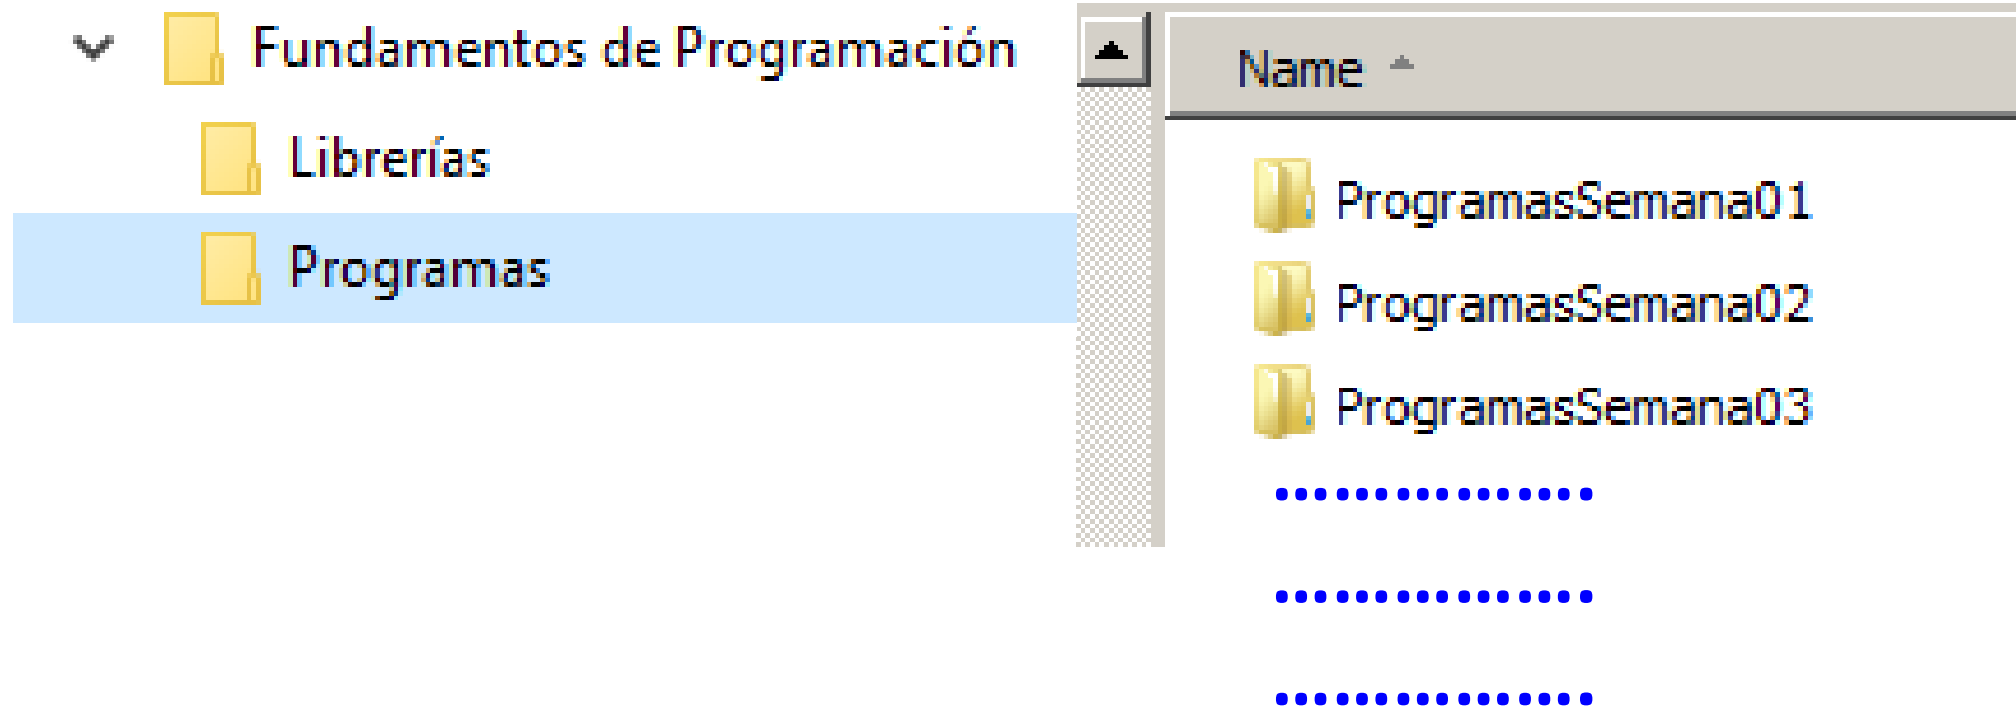 Fundamentos de Programación
Librerías
Programas
Name
ProgramasSemana01
ProgramasSemana02
ProgramasSemana03
................
................
................